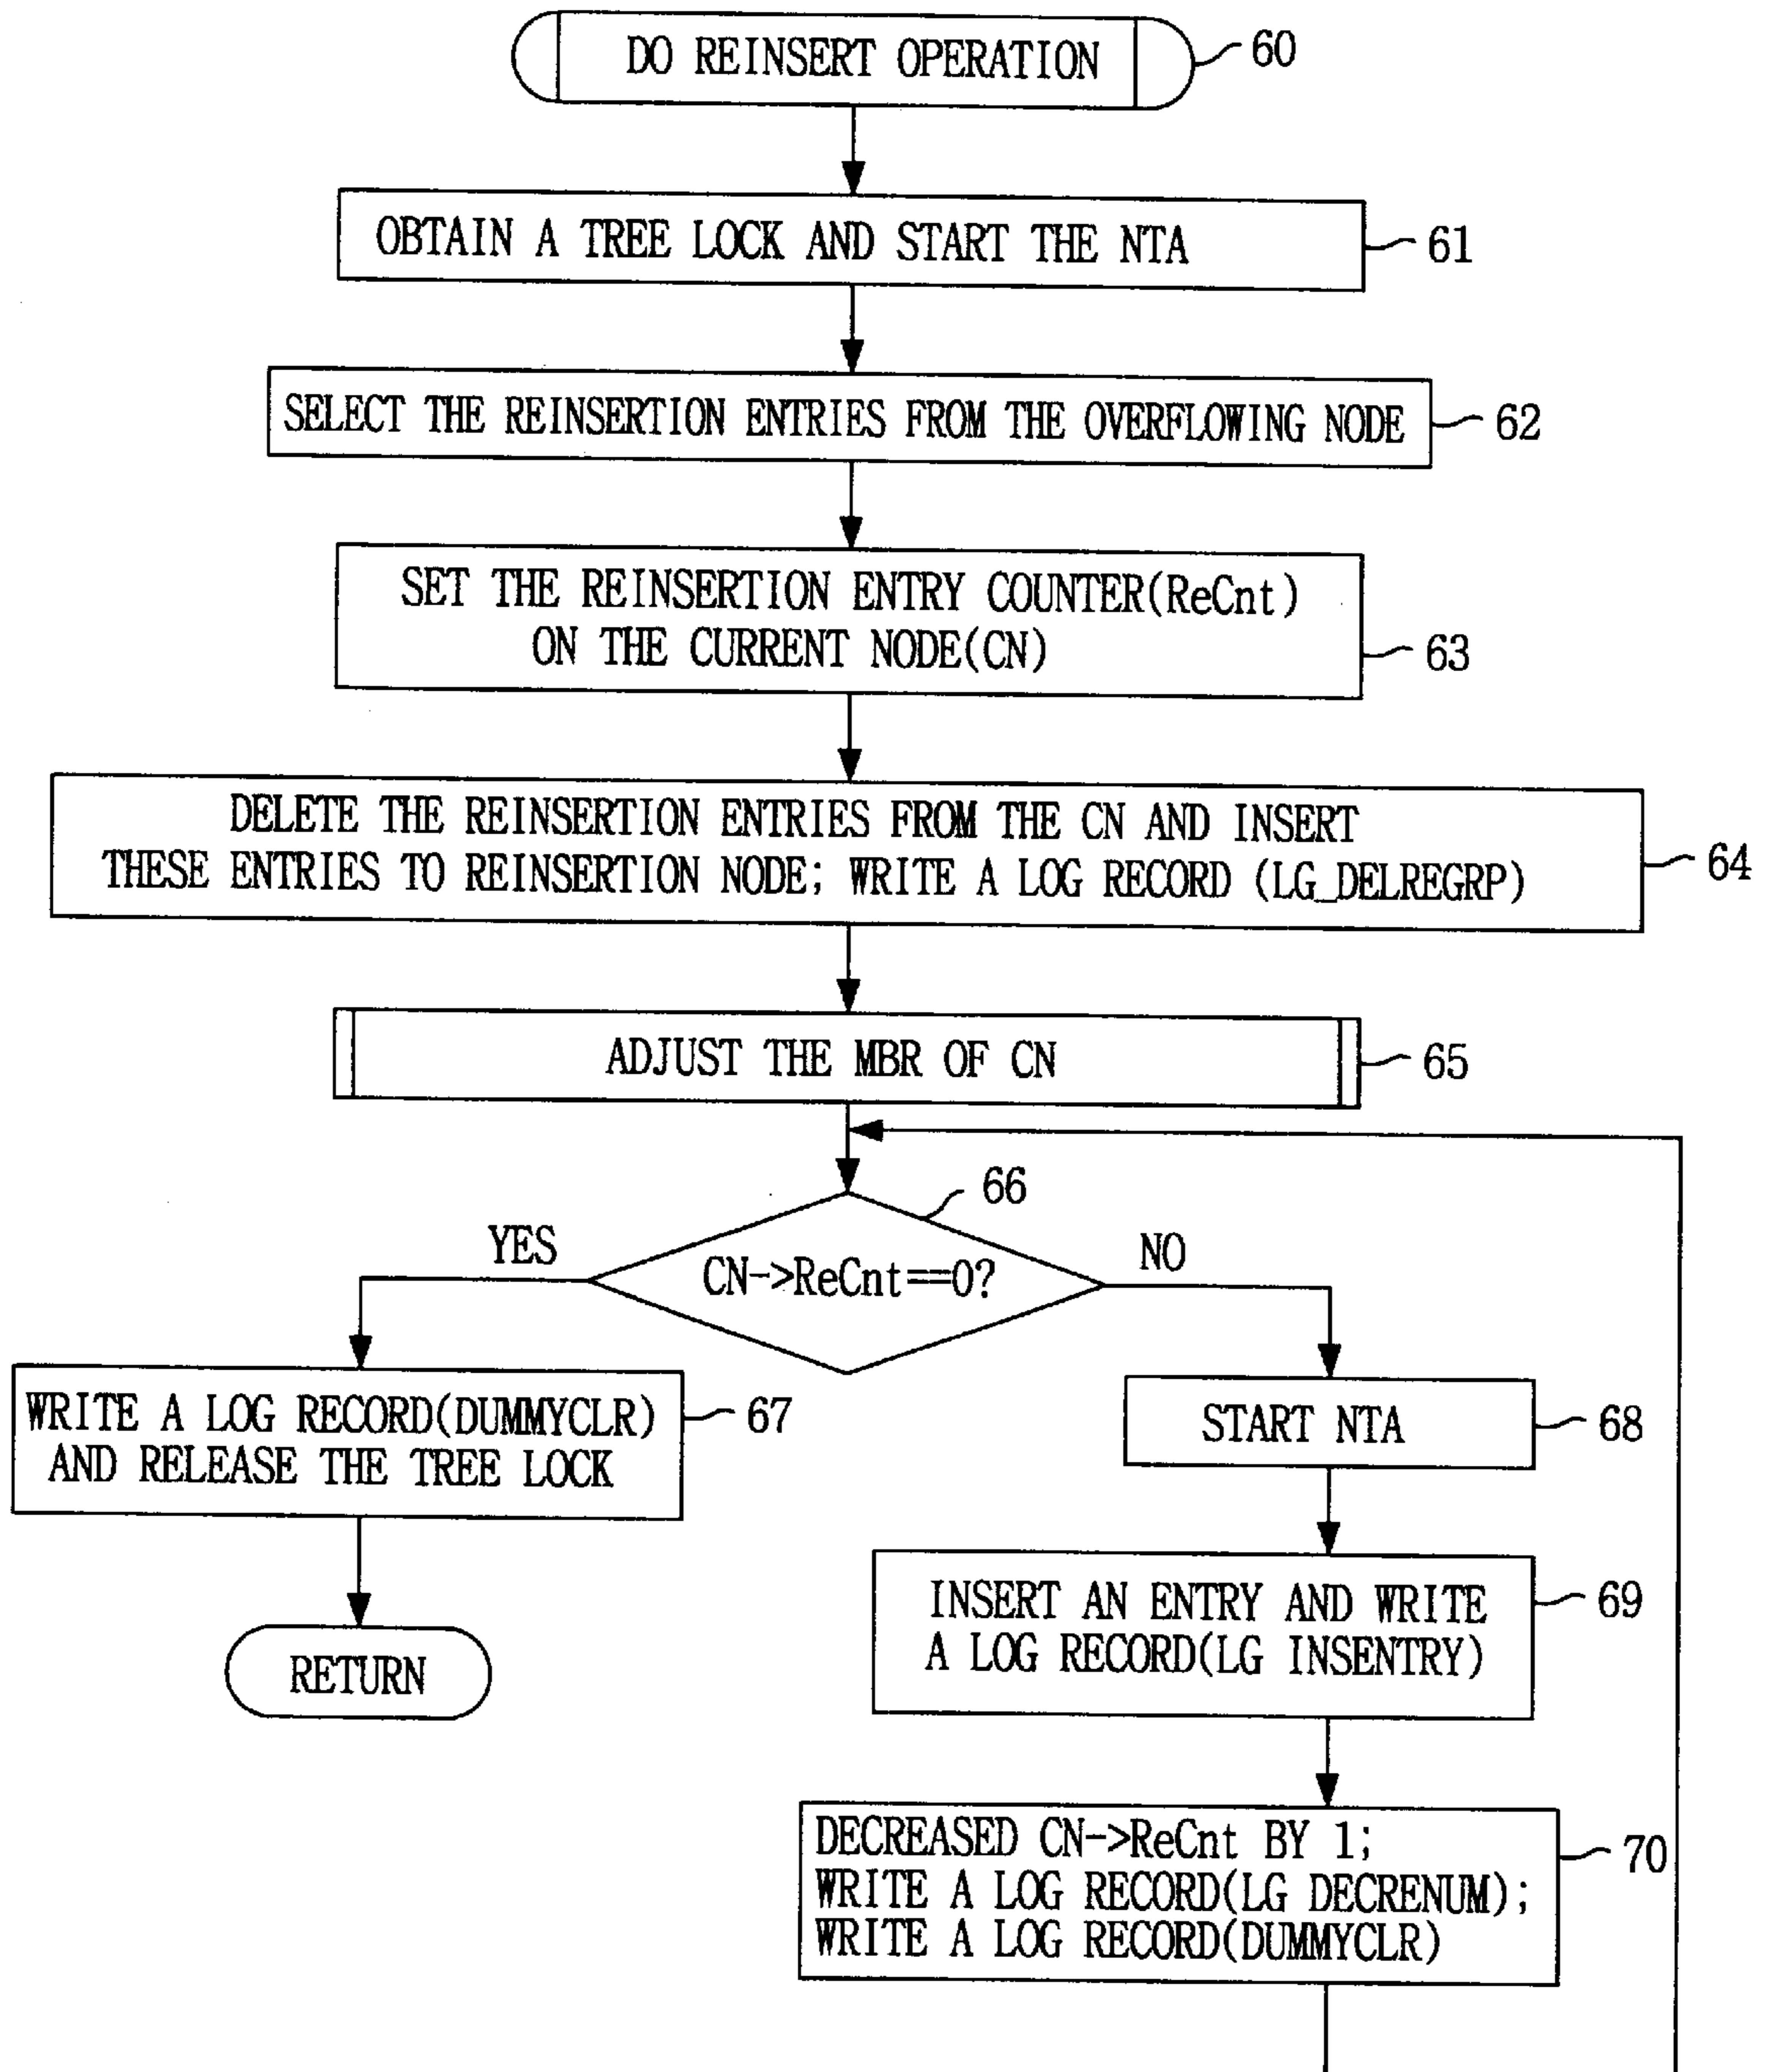 DO REINSERT OPERATION
60
OBTAIN A TREE LOCK AND START THE NTA
61
SELECT THE REINSERTION ENTRIES FROM THE OVERFLOWING NODE
62
SET THE REINSERTION ENTRY COUNTER(ReCnt)
ON THE CURRENT NODE(CN)
63
DELETE THE REINSERTION ENTRIES FROM THE CN AND INSERT
THESE ENTRIES TO REINSERTION NODE; WRITE A LOG RECORD (LG_DELREGRP)
64
ADJUST THE MBR OF CN
65
66
CN->ReCnt==0?
YES
NO
WRITE A LOG RECORD(DUMMYCLR)
AND RELEASE THE TREE LOCK
67
RETURN
START NTA
68
INSERT AN ENTRY AND WRITE
A LOG RECORD(LG INSENTRY)
69
DECREASED CN->ReCnt BY 1;
WRITE A LOG RECORD(LG DECRENUM);
WRITE A LOG RECORD(DUMMYCLR)
70